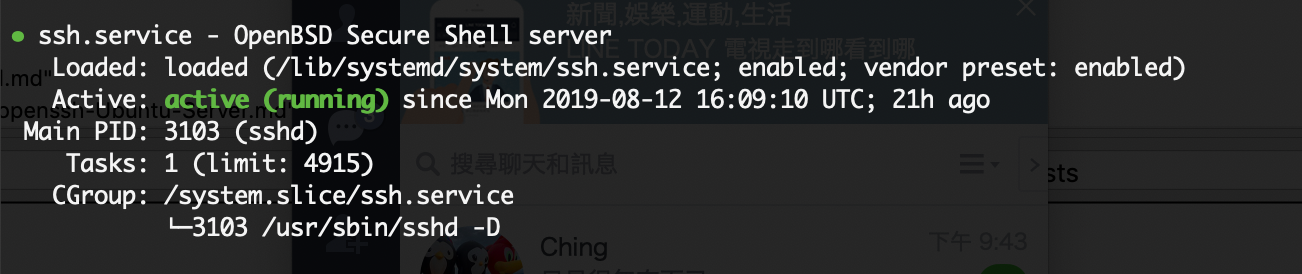 ● ssh.service - OpenBSD Secure Shell server
Loaded: loaded (/lib/systemd/system/ssh.service; enabled; vendor preset: enabled)
Active: active (running) since Mon 2019-08-12 16:09:10 UTC; 21h ago
Main PID: 3103 (sshd)
Tasks: 1 (limit: 4915)
CGroup: /system.slice/ssh.service
└─3103 /usr/sbin/sshd -D
新聞,娛樂,運動,生活
LINE TODAY 電視走到哪看到哪
l.md"
openssh-Ubuntu-Server.md
搜尋聊天和訊息
sts
Ching
下午 9:43